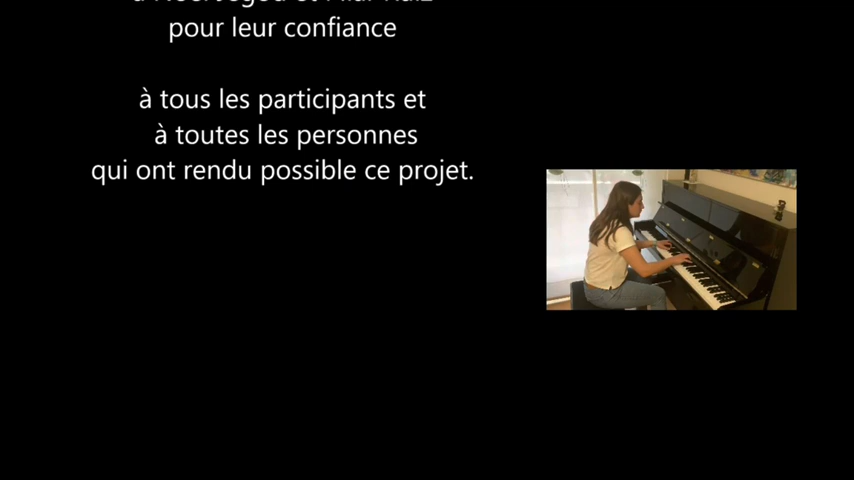 pour leur confiance
à tous les participants et
à toutes les personnes
qui ont rendu possible ce projet.